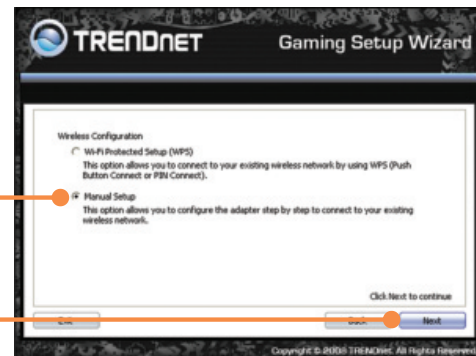 TRENDNET
Gaming Setup Wizard
Wireless Configuration
Wi-Fi Protected Setup (WPS)
This option allows you to connect to your existing wireless network by using WPS (Push
Button Connect or PIN Connect).
Manual Setup
This option allows you to configure the adapter step by step to connect to your existing
wireless network.
Click Next to continue
Exit Back Next
Copyright © 2008 TRENDnet. All Rights Reserved